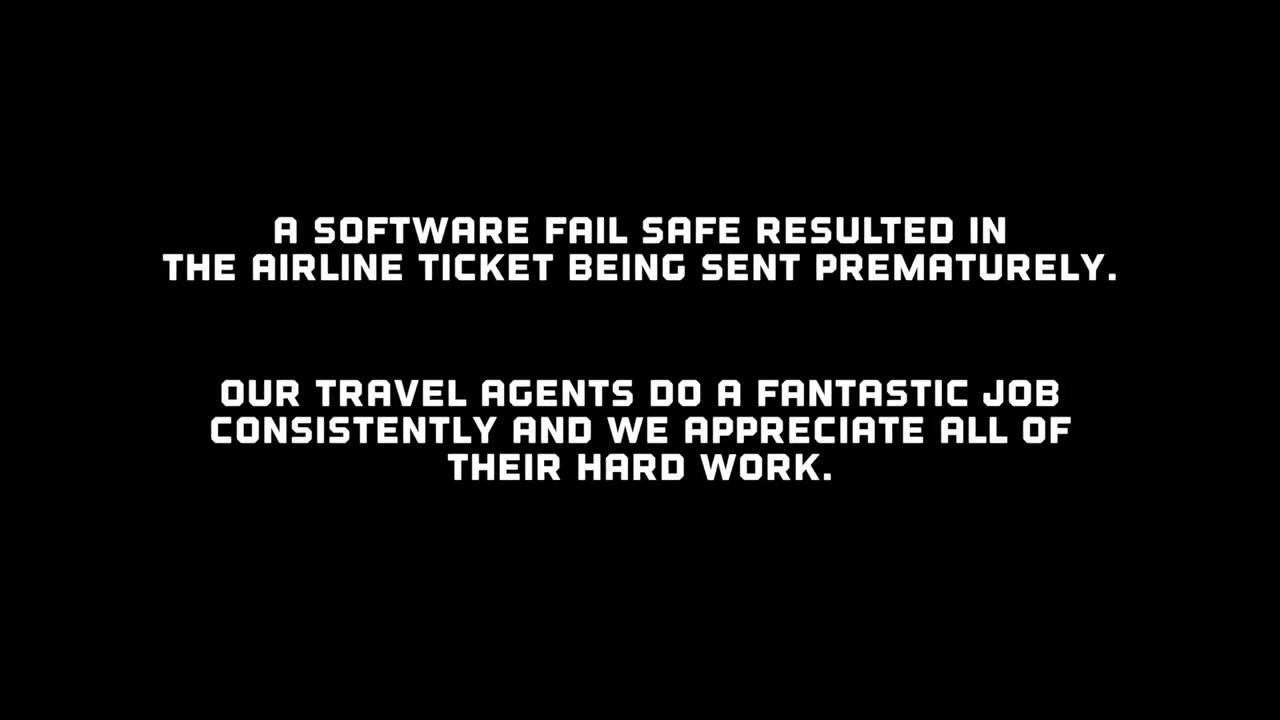 A SOFTWARE FAIL SAFE RESULTED IN
THE AIRLINE TICKET BEING SENT PREMATURELY.
OUR TRAVEL AGENTS DO A FANTASTIC JOB
CONSISTENTLY AND WE APPRECIATE ALL OF
THEIR HARD WORK.